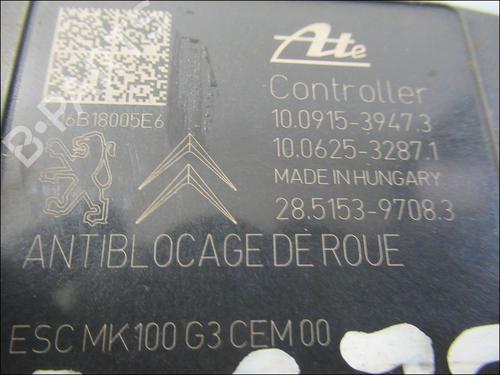 Ate
Controller
16B18005E6
10.0915-3947.3
10.0625-3287.1
MADE IN HUNGARY
28.5153-9708.3
ANTIBLOCAGE DE ROUE
ESC MK100 G3 CEM 00